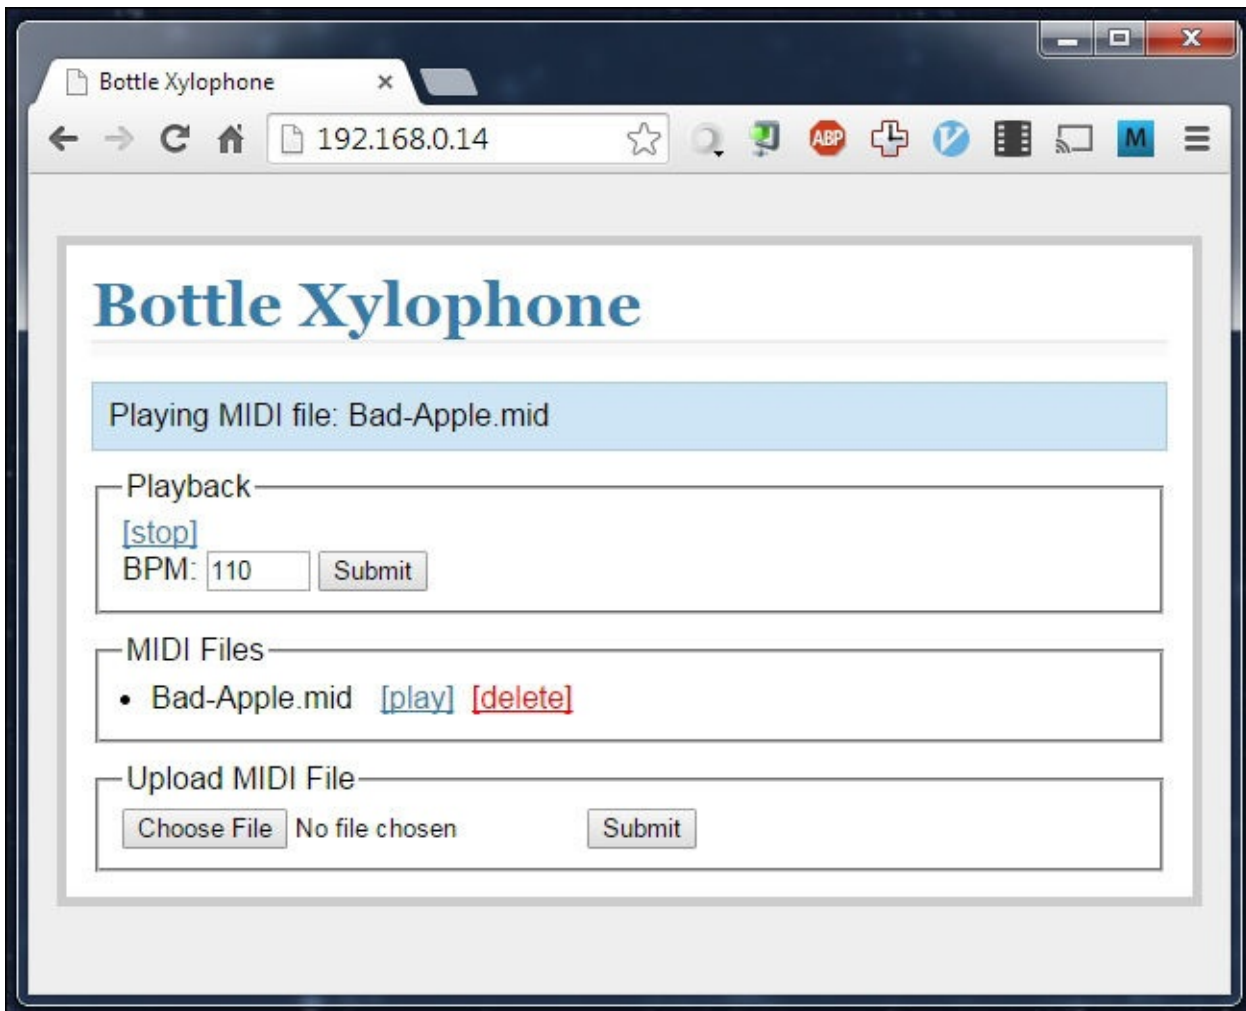 Bottle Xylophone
192.168.0.14
ABP
M
Bottle Xylophone
Playing MIDI file: Bad-Apple.mid
Playback
[stop]
BPM: 110 Submit
MIDI Files
• Bad-Apple.mid [play] [delete]
Upload MIDI File
Choose File No file chosen Submit